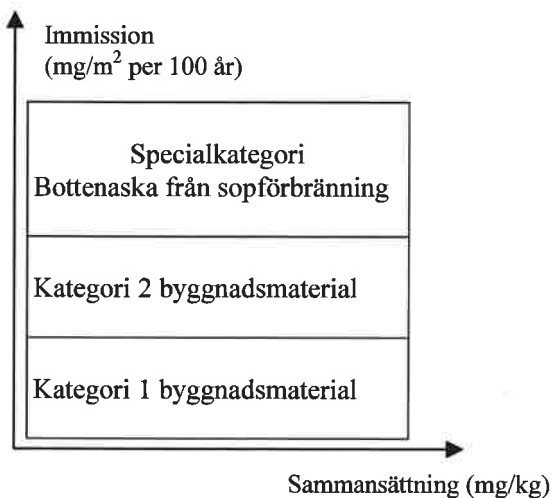 Immission
(mg/m² per 100 år)
Specialkategori
Bottenaska från sopförbränning
Kategori 2 byggnadsmaterial
Kategori 1 byggnadsmaterial
Sammansättning (mg/kg)